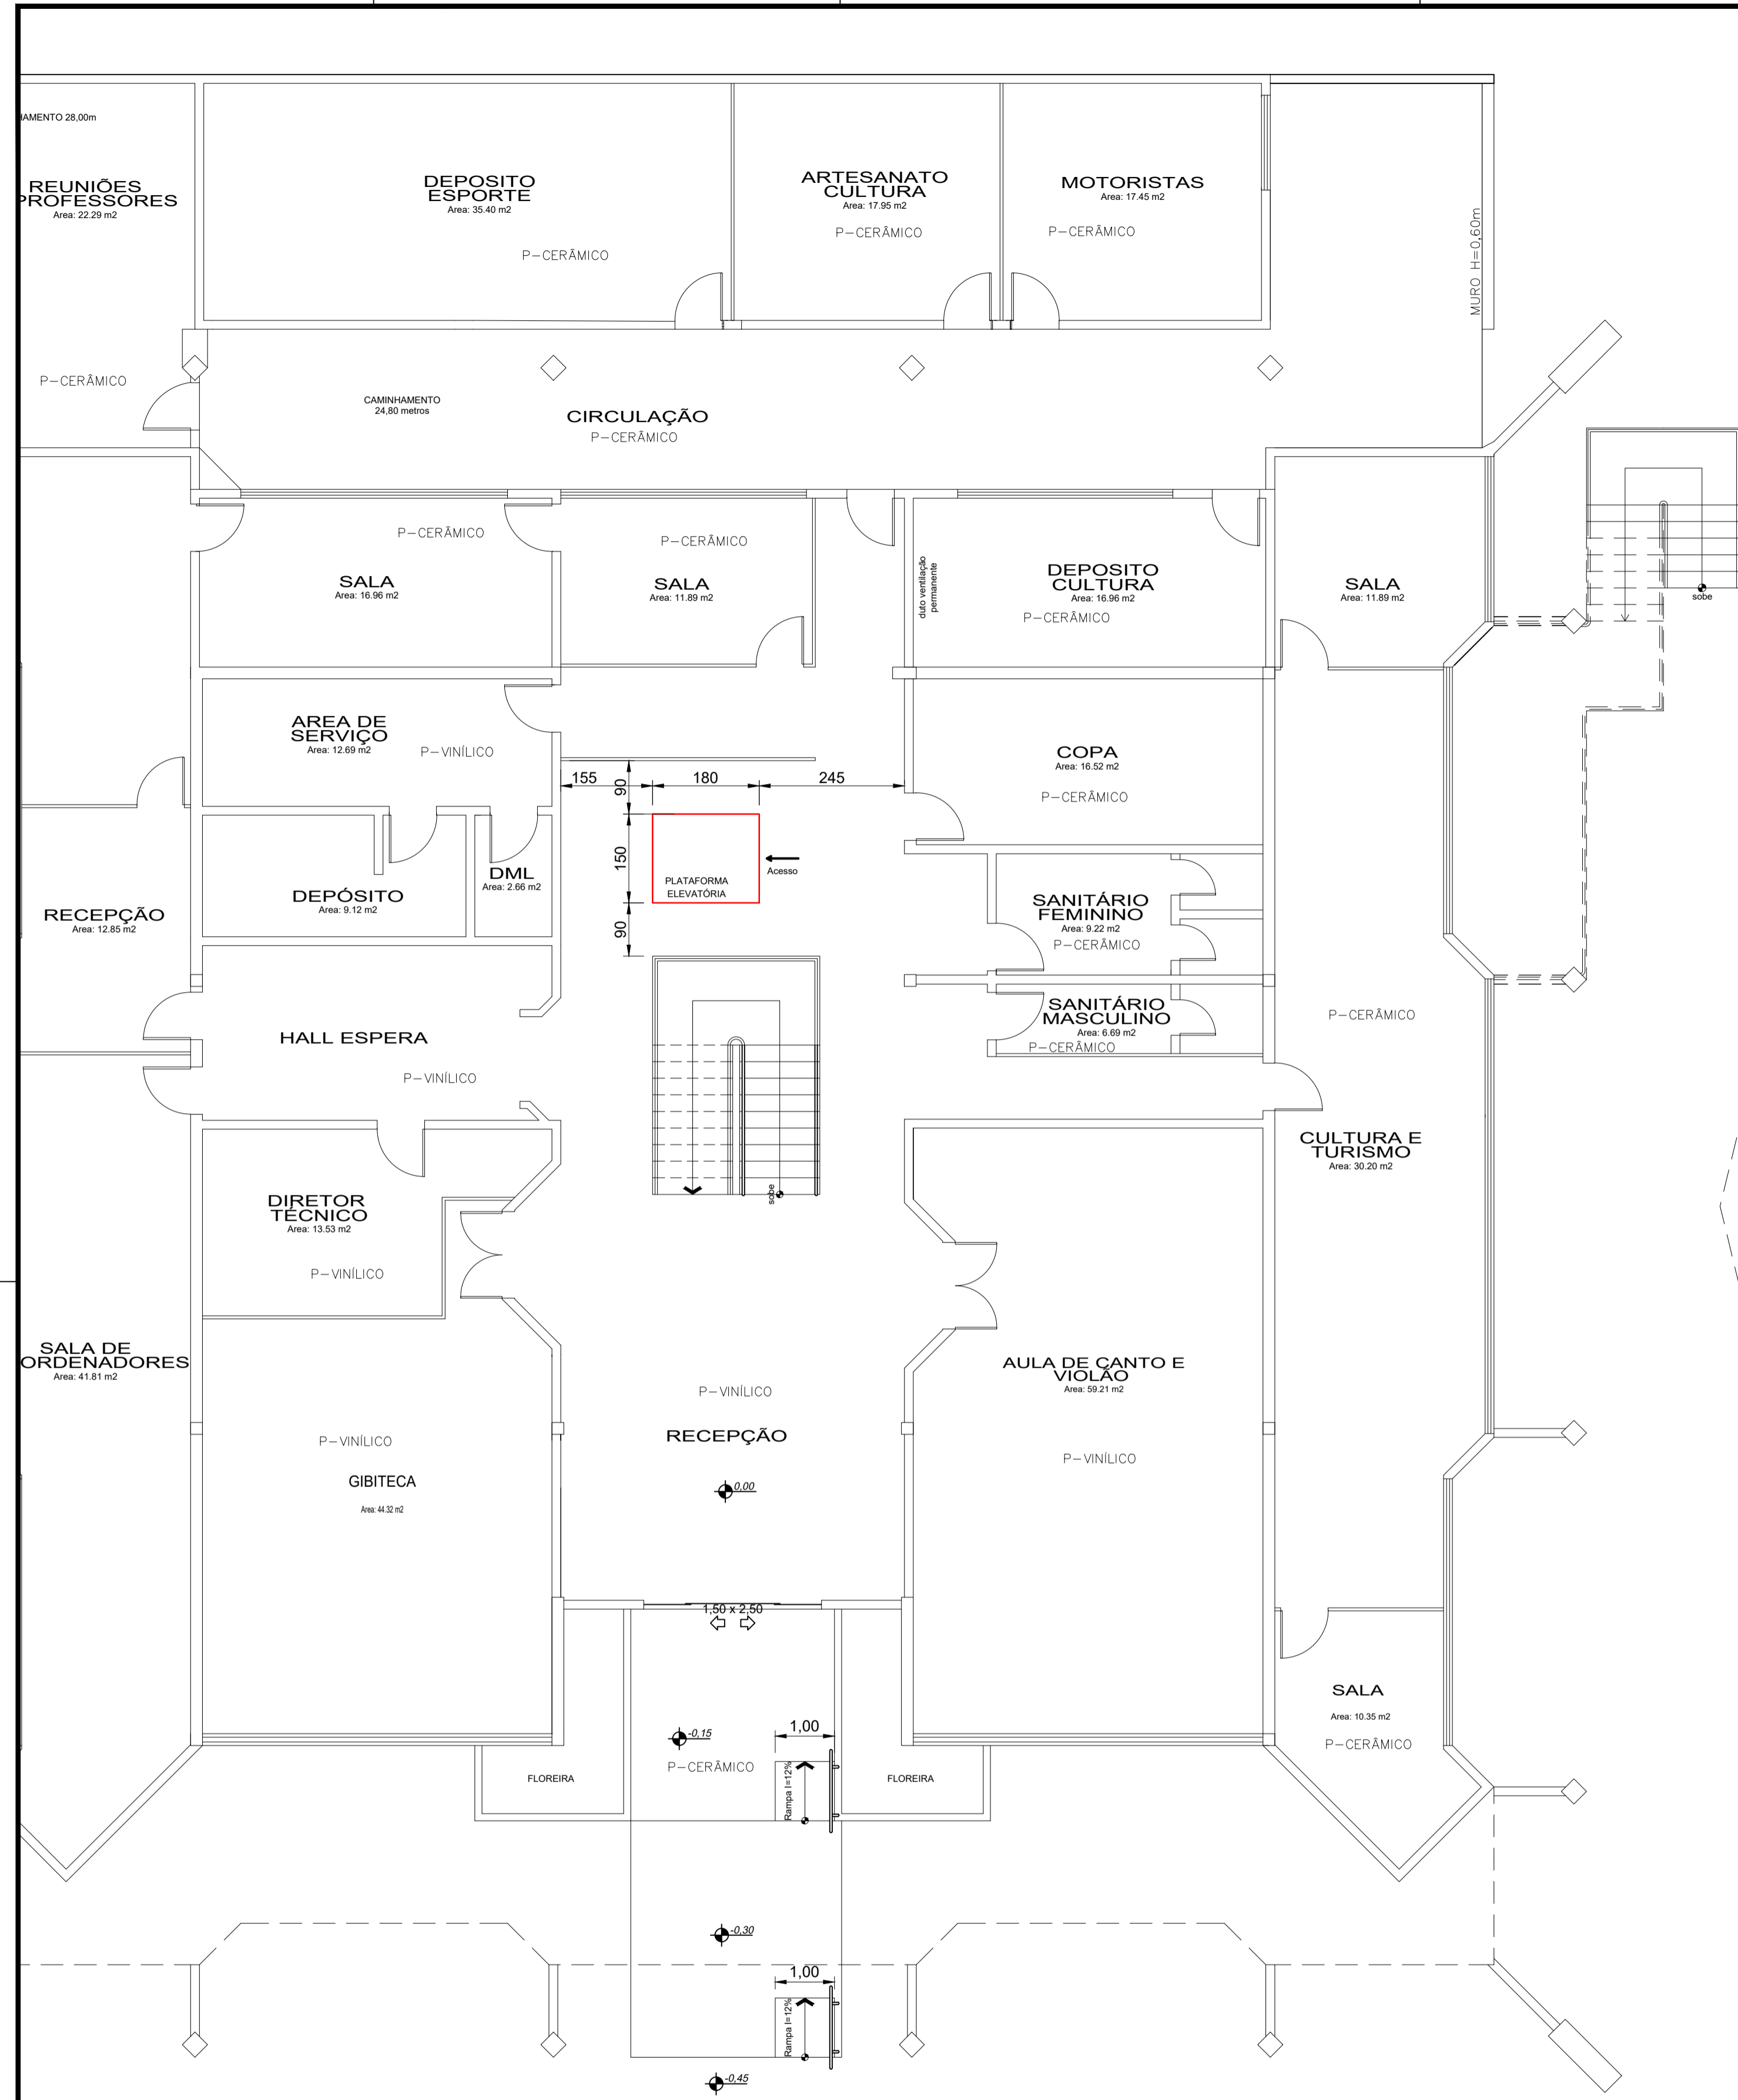 HAMENTO 28,00m
REUNIÕES
PROFESSORES
Area: 22.29 m2
P-CERÂMICO
DEPOSITO
ESPORTE
Area: 35.40 m2
P-CERÂMICO
ARTESANATO
CULTURA
Area: 17.95 m2
P-CERÂMICO
MOTORISTAS
Area: 17.45 m2
P-CERÂMICO
MURO H=0,60m
CAMINHAMENTO
24,80 metros
CIRCULAÇÃO
P-CERÂMICO
P-CERÂMICO
SALA
Area: 16.96 m2
P-CERÂMICO
SALA
Area: 11.89 m2
duto ventilação
permanente
DEPOSITO
CULTURA
Area: 16.96 m2
P-CERÂMICO
SALA
Area: 11.89 m2
sobe
AREA DE
SERVIÇO
Area: 12.69 m2
P-VINÍLICO
COPA
Area: 16.52 m2
P-CERÂMICO
155
180
245
90
150
90
PLATAFORMA
ELEVATÓRIA
Acesso
DEPÓSITO
Area: 9.12 m2
DML
Area: 2.66 m2
RECEPÇÃO
Area: 12.85 m2
SANITÁRIO
FEMININO
Area: 9.22 m2
P-CERÂMICO
SANITÁRIO
MASCULINO
Area: 6.69 m2
P-CERÂMICO
P-CERÂMICO
HALL ESPERA
P-VINÍLICO
sobe
CULTURA E
TURISMO
Area: 30.20 m2
DIRETOR
TÉCNICO
Area: 13.53 m2
P-VINÍLICO
SALA DE
ORDENADORES
Area: 41.81 m2
AULA DE CANTO E
VIOLÃO
Area: 59.21 m2
P-VINÍLICO
P-VINÍLICO
RECEPÇÃO
0,00
P-VINÍLICO
GIBITECA
Area: 44.32 m2
1,50 x 2,50
SALA
Area: 10.35 m2
P-CERÂMICO
-0,15
P-CERÂMICO
1,00
Rampa I=12%
FLOREIRA
FLOREIRA
-0,30
1,00
Rampa I=12%
-0,45